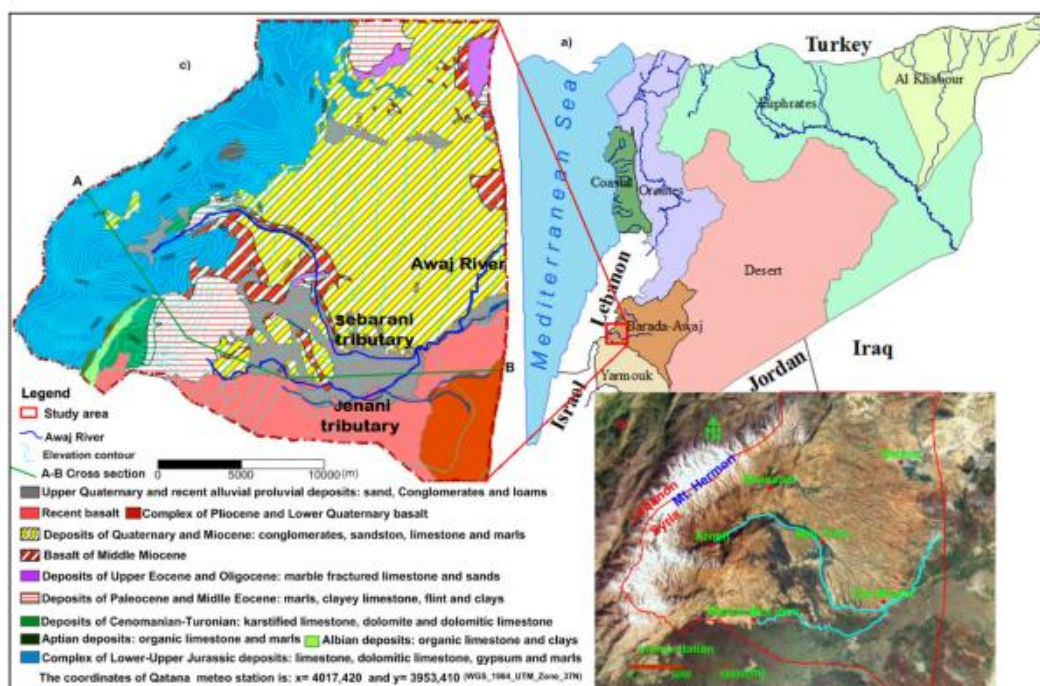 c)
A
Awaj River
Sebarani
tributary
B
Jenani
tributary
Legend
Study area
Awaj River
Elevation contour
A-B Cross section
0 5000 10000 (m)
Upper Quaternary and recent alluvial proluvial deposits: sand, Conglomerates and loams
Recent basalt
Complex of Pliocene and Lower Quaternary basalt
Deposits of Quaternary and Miocene: conglomerates, sandston, limestone and marls
Basalt of Middle Miocene
Deposits of Upper Eocene and Oligocene: marble fractured limestone and sands
Deposits of Paleocene and Midlle Eocene: marls, clayey limestone, flint and clays
Deposits of Cenomanian-Turonian: karstified limestone, dolomite and dolomitic limestone
Aptian deposits: organic limestone and marls
Albian deposits: organic limestone and clays
Complex of Lower-Upper Jurassic deposits: limestone, dolomitic limestone, gypsum and marls
The coordinates of Qatana meteo station is: x= 4017,420 and y= 3953,410 (WGS_1984_UTM_Zone_37N)
a)
Turkey
Al Khabour
Euphrates
Mediterranean Sea
Coastal
Orontes
Desert
Lebanon
Barada-Awaj
Yarmouk
Israel
Jordan
Iraq
Mt. Hermon
Syria